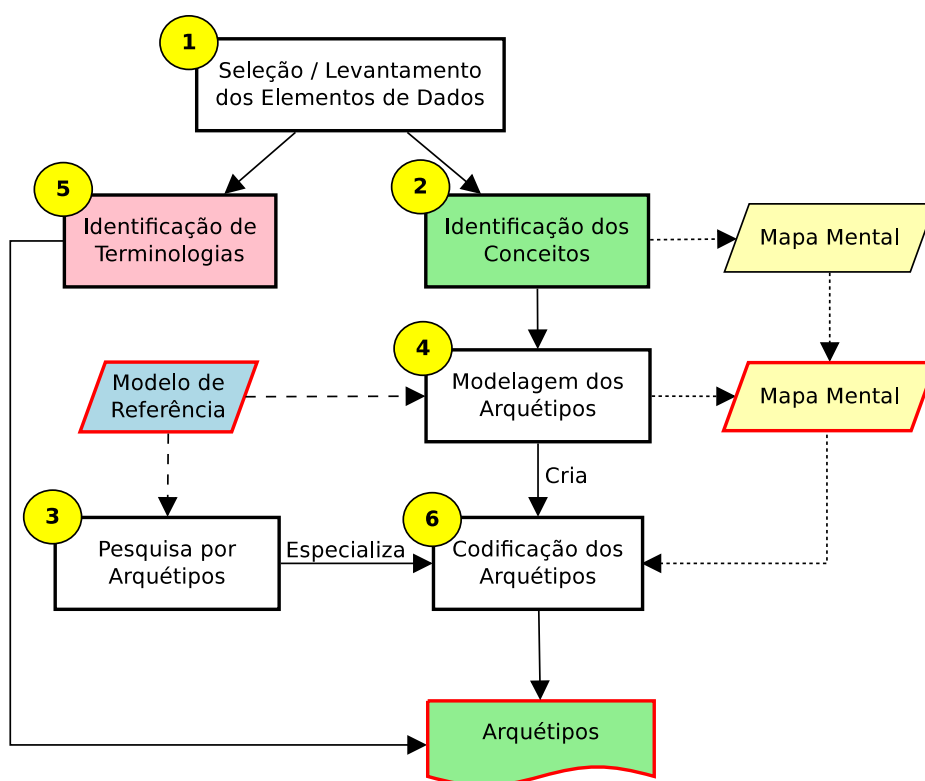 1
Seleção / Levantamento
dos Elementos de Dados
5
Identificação de
Terminologias
2
Identificação dos
Conceitos
Mapa Mental
Modelo de
Referência
4
Modelagem dos
Arquétipos
Mapa Mental
Cria
3
Pesquisa por
Arquétipos
Especializa
6
Codificação dos
Arquétipos
Arquétipos